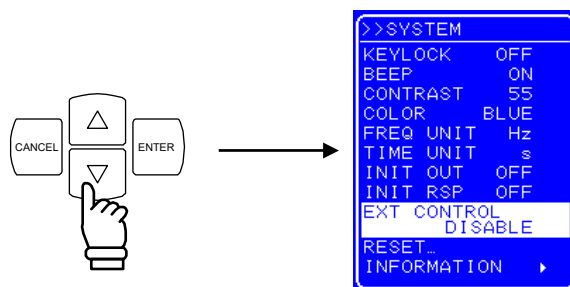 CANCEL
ENTER
>>SYSTEM
KEYLOCK OFF
BEEP ON
CONTRAST 55
COLOR BLUE
FREQ UNIT Hz
TIME UNIT s
INIT OUT OFF
INIT RSP OFF
EXT CONTROL
DISABLE
RESET…
INFORMATION